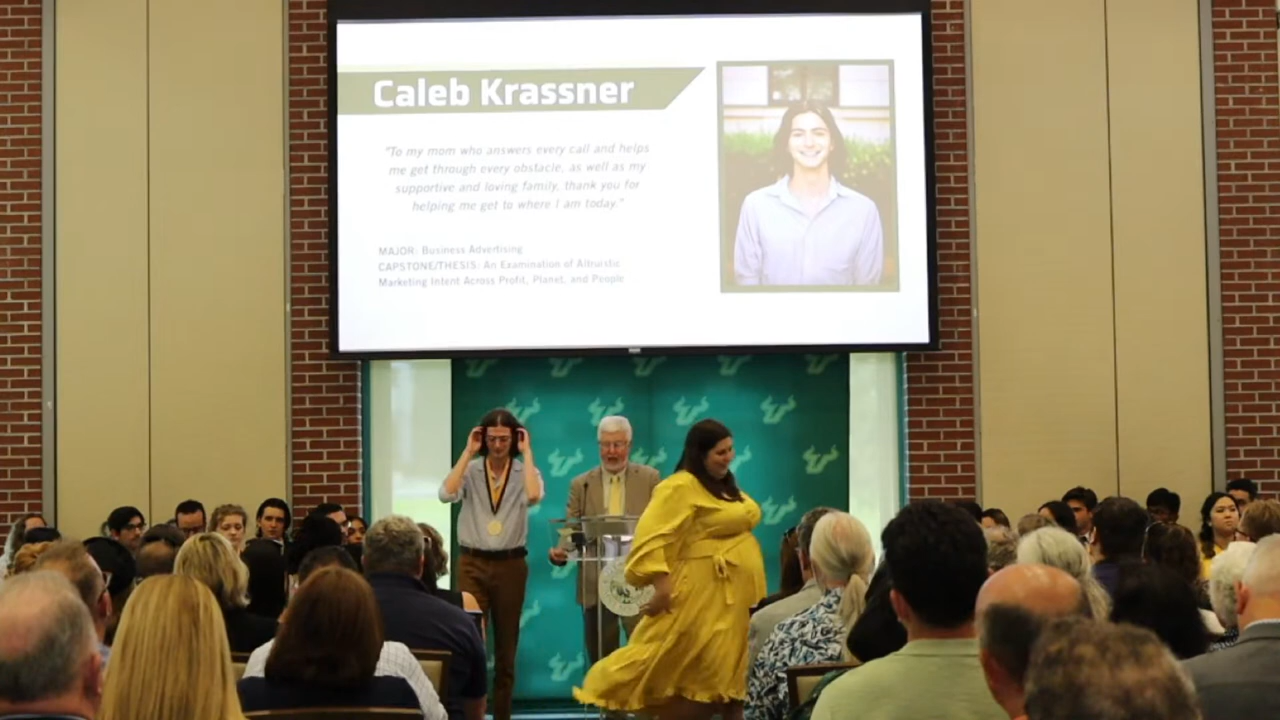 Caleb Krassner
"To my mom who answers every call and helps
me get through every obstacle, as well as my
supportive and loving family, thank you for
helping me get to where I am today."
MAJOR: Business Advertising
CAPSTONE/THESIS: An Examination of Altruistic
Marketing Intent Across Profit, Planet, and People